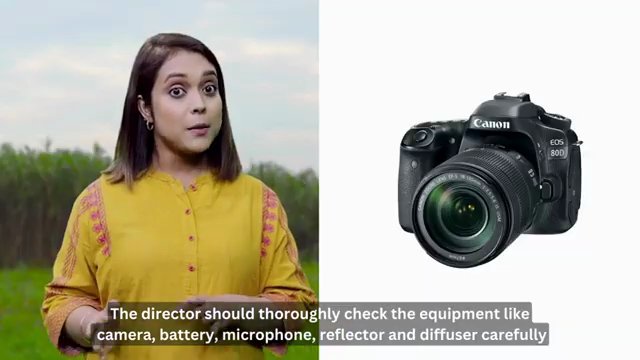 Canon
EOS
80D
The director should thoroughly check the equipment like
camera, battery, microphone, reflector and diffuser carefully